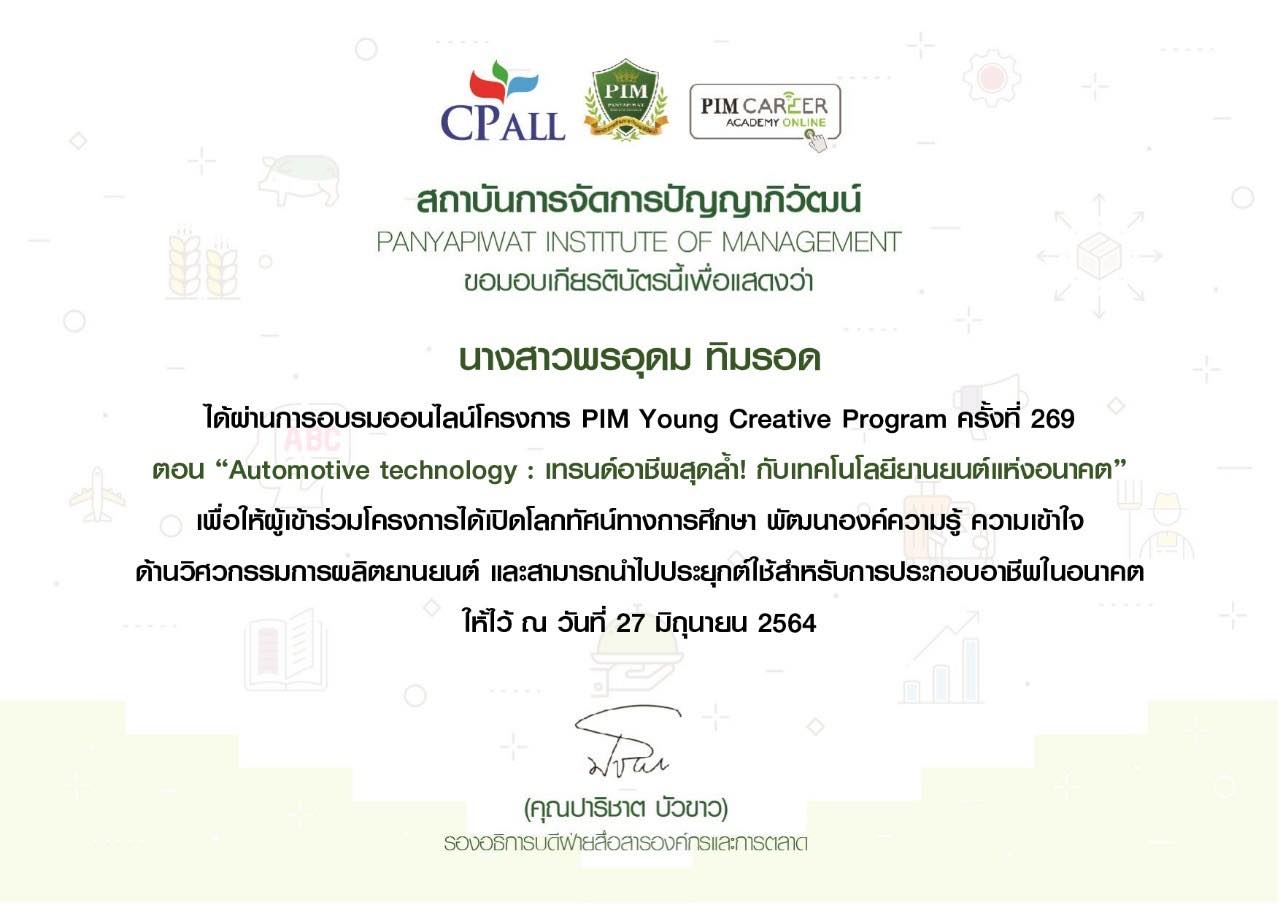 CP ALL
PIM
PANYAPIWAT
PIM CAREER
ACADEMY ONLINE
สถาบันการจัดการปัญญาภิวัฒน์
PANYAPIWAT INSTITUTE OF MANAGEMENT
ขอมอบเกียรติบัตรนี้เพื่อแสดงว่า
นางสาวพรอุดม ทิมรอด
ได้ผ่านการอบรมออนไลน์โครงการ PIM Young Creative Program ครั้งที่ 269
ABC
ตอน “Automotive technology : เทรนด์อาชีพสุดล้ำ! กับเทคโนโลยียานยนต์แห่งอนาคต”
เพื่อให้ผู้เข้าร่วมโครงการได้เปิดโลกทัศน์ทางการศึกษา พัฒนาองค์ความรู้ ความเข้าใจ
ด้านวิศวกรรมการผลิตยานยนต์ และสามารถนำไปประยุกต์ใช้สำหรับการประกอบอาชีพในอนาคต
ให้ไว้ ณ วันที่ 27 มิถุนายน 2564
(คุณปาริชาต บัวขาว)
รองอธิการบดีฝ่ายสื่อสารองค์กรและการตลาด